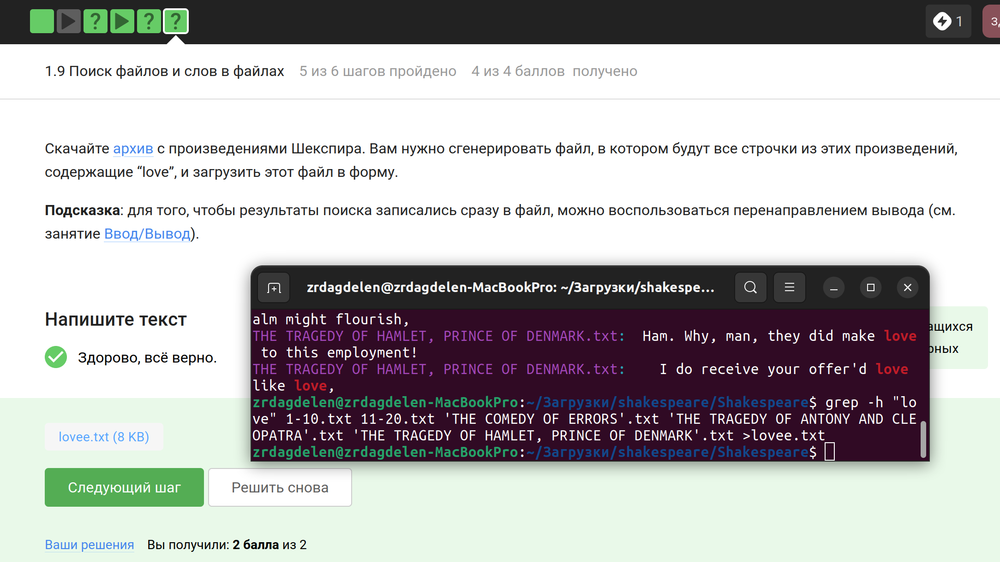 1
1.9 Поиск файлов и слов в файлах 5 из 6 шагов пройдено 4 из 4 баллов получено
Скачайте архив с произведениями Шекспира. Вам нужно сгенерировать файл, в котором будут все строчки из этих произведений,
содержащие “love”, и загрузить этот файл в форму.
Подсказка: для того, чтобы результаты поиска записались сразу в файл, можно воспользоваться перенаправлением вывода (см.
занятие Ввод/Вывод).
Напишите текст
Здорово, всё верно.
zrdagdelen@zrdagdelen-MacBookPro: ~/Загрузки/shakespe...
alm might flourish,
THE TRAGEDY OF HAMLET, PRINCE OF DENMARK.txt:  Ham. Why, man, they did make love
 to this employment!
THE TRAGEDY OF HAMLET, PRINCE OF DENMARK.txt:    I do receive your offer'd love
like love,
zrdagdelen@zrdagdelen-MacBookPro:~/Загрузки/shakespeare/Shakespeare$ grep -h "lo
ve" 1-10.txt 11-20.txt 'THE COMEDY OF ERRORS'.txt 'THE TRAGEDY OF ANTONY AND CLE
OPATRA'.txt 'THE TRAGEDY OF HAMLET, PRINCE OF DENMARK'.txt >lovee.txt
zrdagdelen@zrdagdelen-MacBookPro:~/Загрузки/shakespeare/Shakespeare$
lovee.txt (8 KB)
Следующий шаг Решить снова
Ваши решения Вы получили: 2 балла из 2